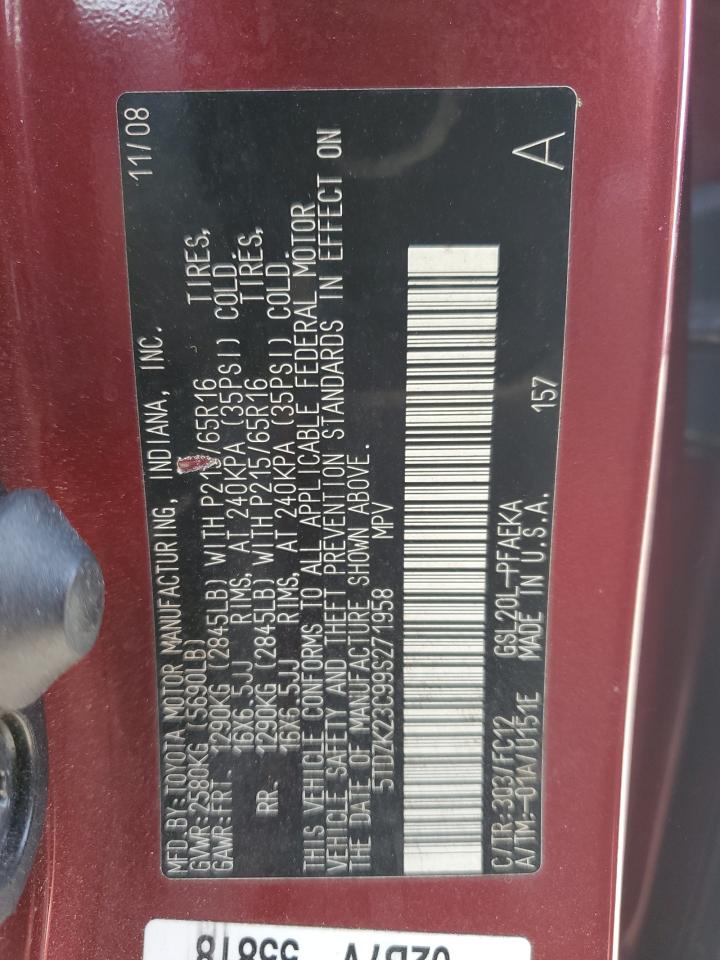 MFD.BY:TOYOTA MOTOR MANUFACTURING, INDIANA, INC. 11/08
GVWR:2580KG (5690LB)
GAWR:FRT. 1290KG (2845LB) WITH P215/65R16 TIRES,
16X6.5JJ RIMS, AT 240KPA (35PSI) COLD.
RR. 1290KG (2845LB) WITH P215/65R16 TIRES,
16X6.5JJ RIMS, AT 240KPA (35PSI) COLD.
THIS VEHICLE CONFORMS TO ALL APPLICABLE FEDERAL MOTOR
VEHICLE SAFETY AND THEFT PREVENTION STANDARDS IN EFFECT ON
THE DATE OF MANUFACTURE SHOWN ABOVE.
5TDZK23C99S271958 MPV
C/TR:3Q3/FC12 GSL20L-PFAEKA 157 A
A/TM:-01A/U151E MADE IN U.S.A.